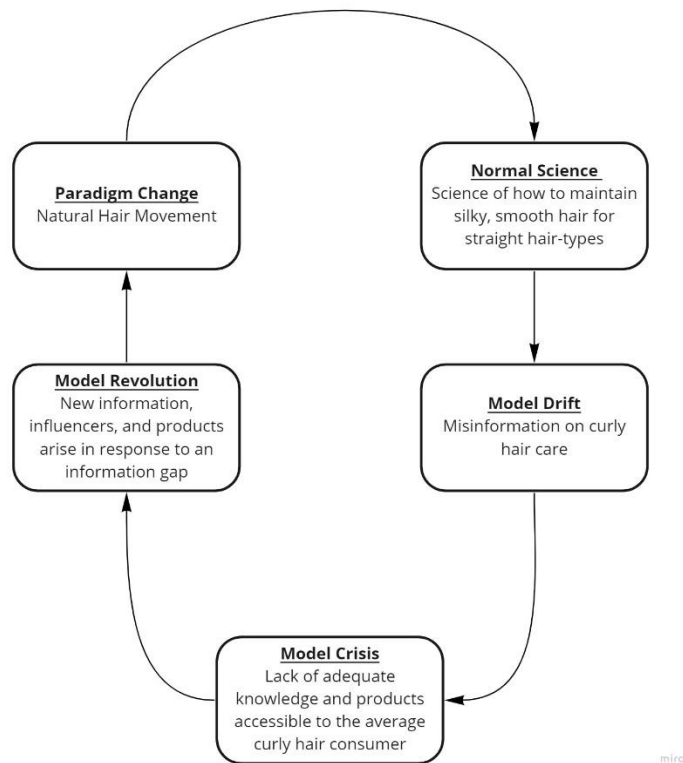 Paradigm Change
Natural Hair Movement
Normal Science
Science of how to maintain
silky, smooth hair for
straight hair-types
Model Revolution
New information,
influencers, and products
arise in response to an
information gap
Model Drift
Misinformation on curly
hair care
Model Crisis
Lack of adequate
knowledge and products
accessible to the average
curly hair consumer